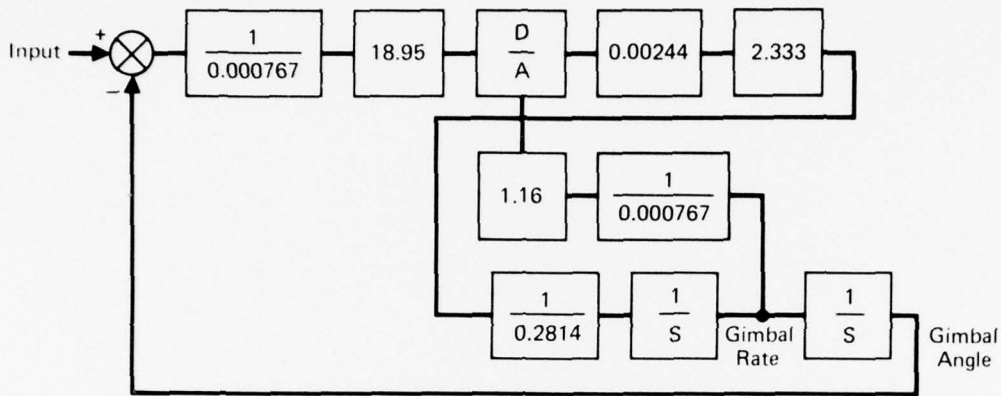 Input
+
−
1
0.000767
18.95
D
A
0.00244
2.333
1.16
1
0.000767
1
0.2814
1
S
Gimbal
Rate
1
S
Gimbal
Angle